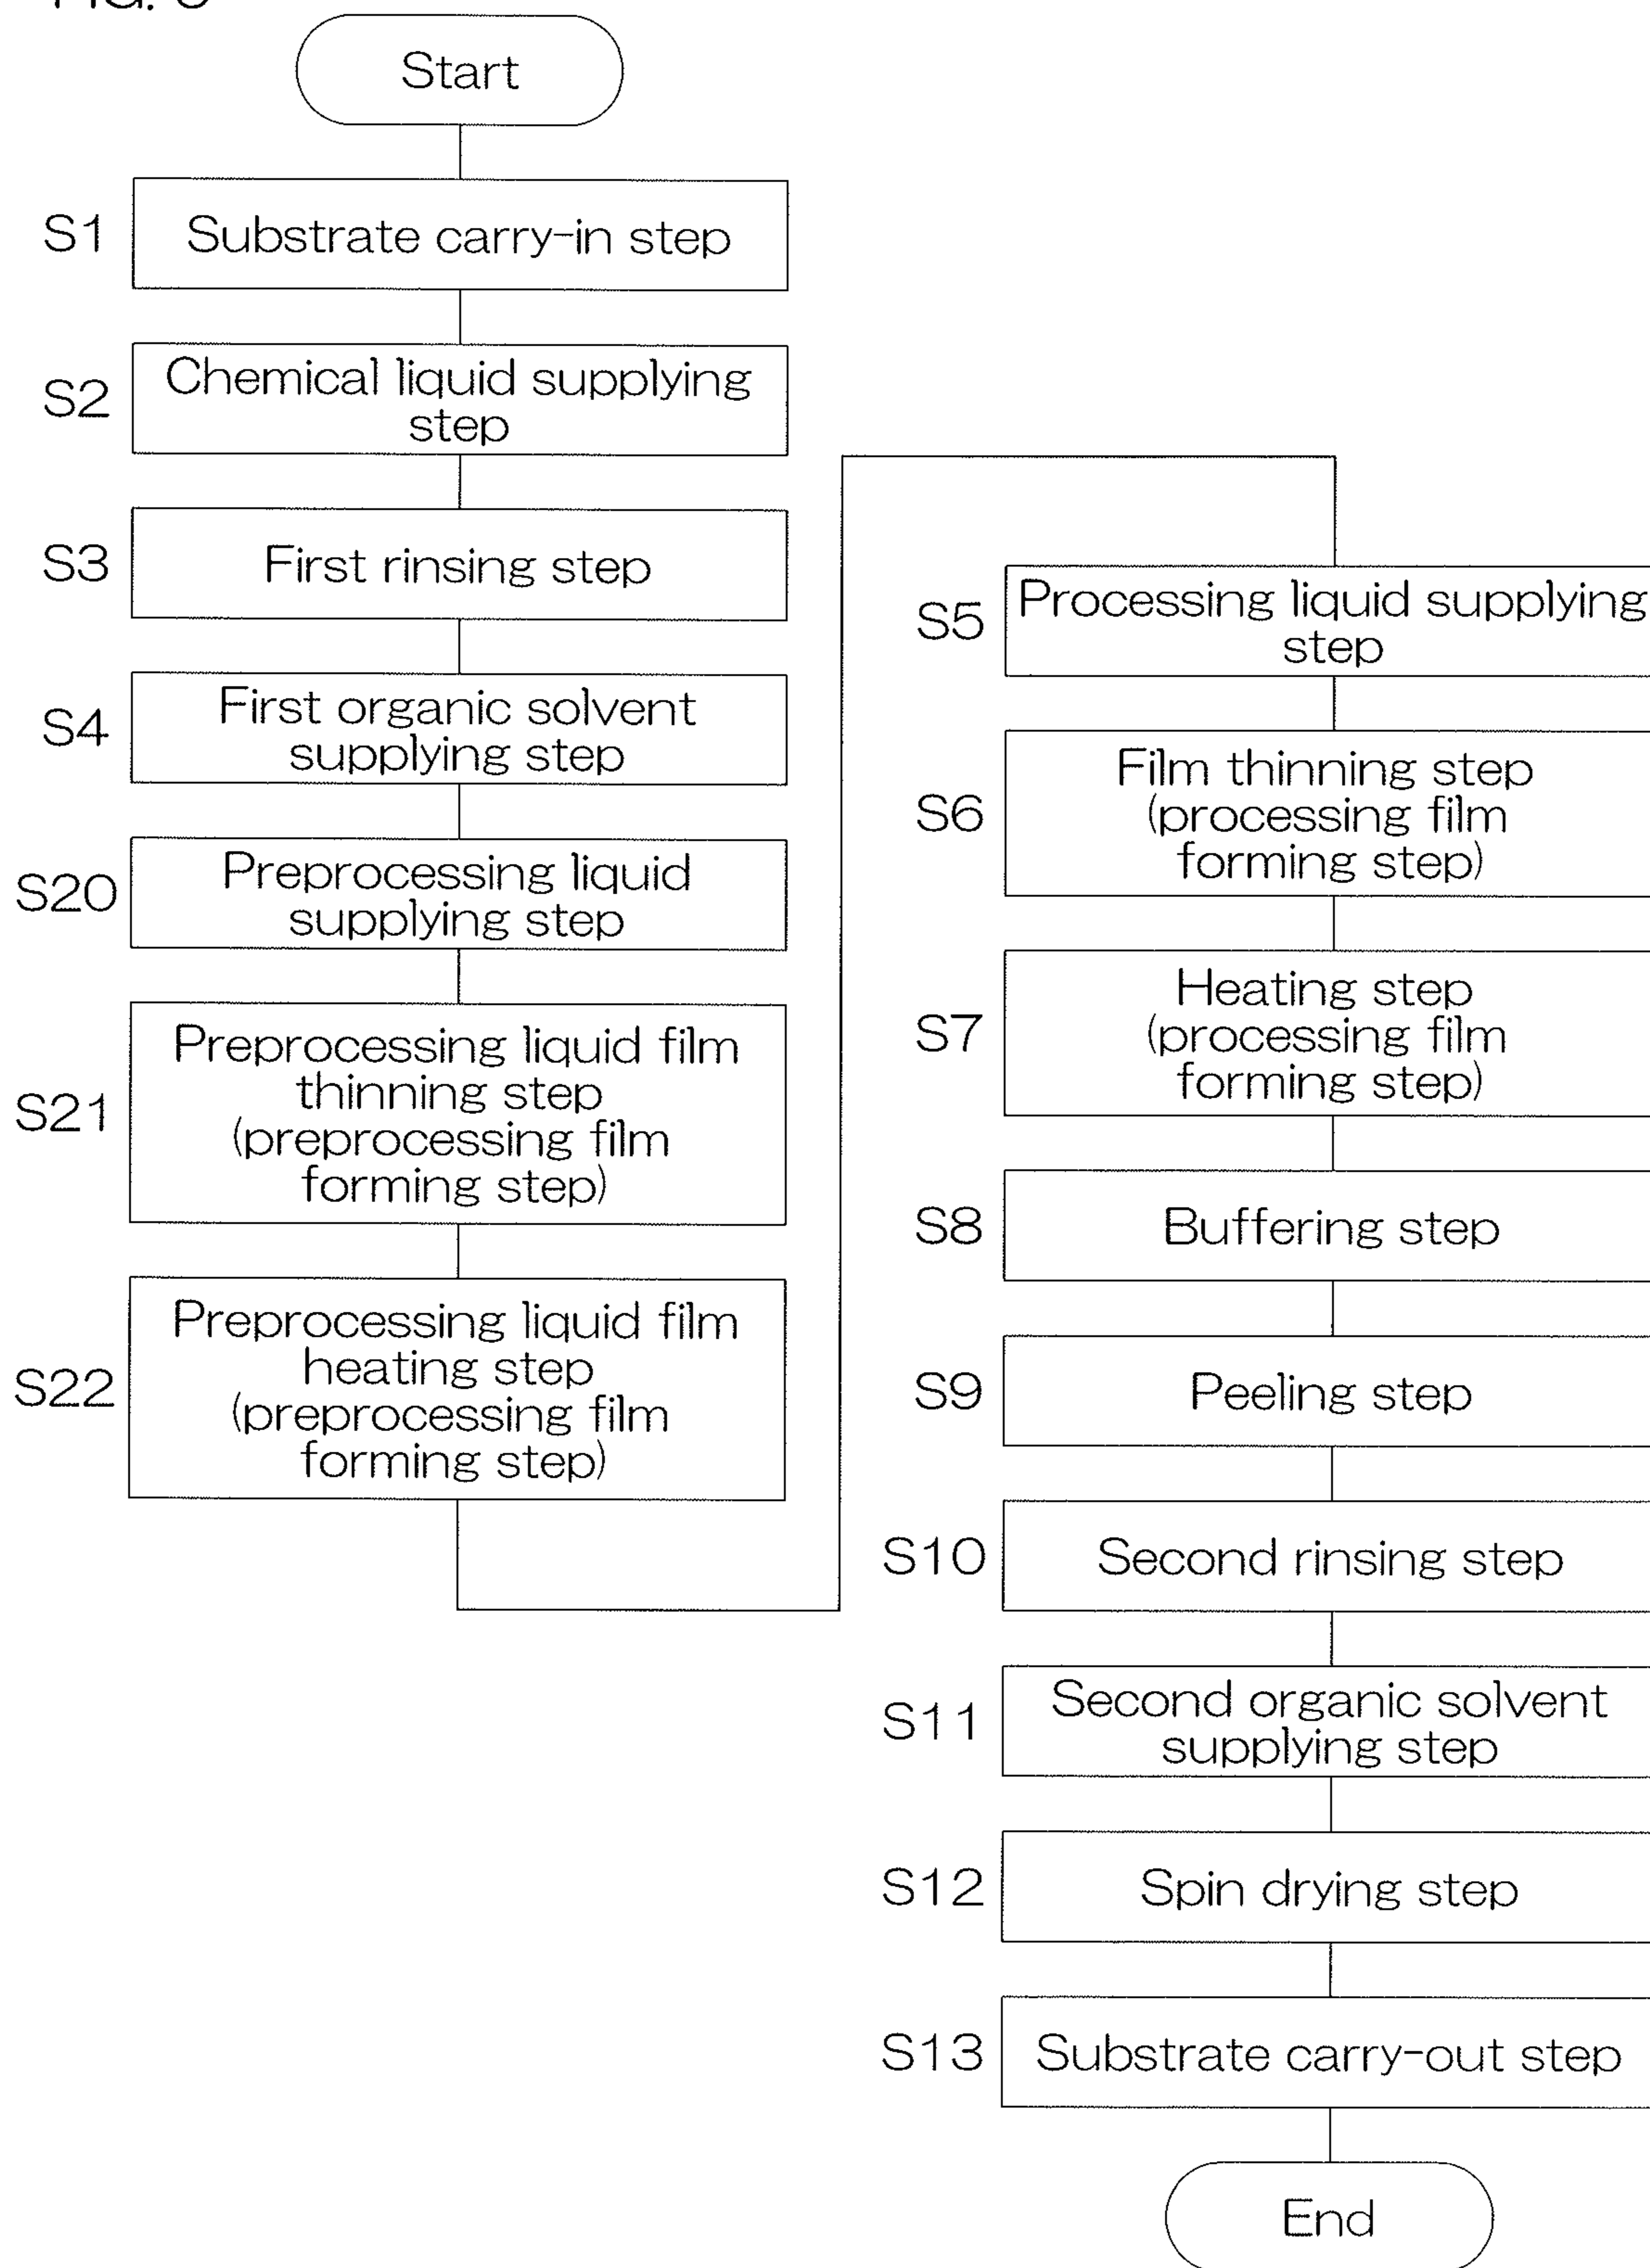 Start
S1
Substrate carry-in step
S2
Chemical liquid supplying
step
S3
First rinsing step
S4
First organic solvent
supplying step
S20
Preprocessing liquid
supplying step
S21
Preprocessing liquid film
thinning step
(preprocessing film
forming step)
S22
Preprocessing liquid film
heating step
(preprocessing film
forming step)
S5
Processing liquid supplying
step
S6
Film thinning step
(processing film
forming step)
S7
Heating step
(processing film
forming step)
S8
Buffering step
S9
Peeling step
S10
Second rinsing step
S11
Second organic solvent
supplying step
S12
Spin drying step
S13
Substrate carry-out step
End